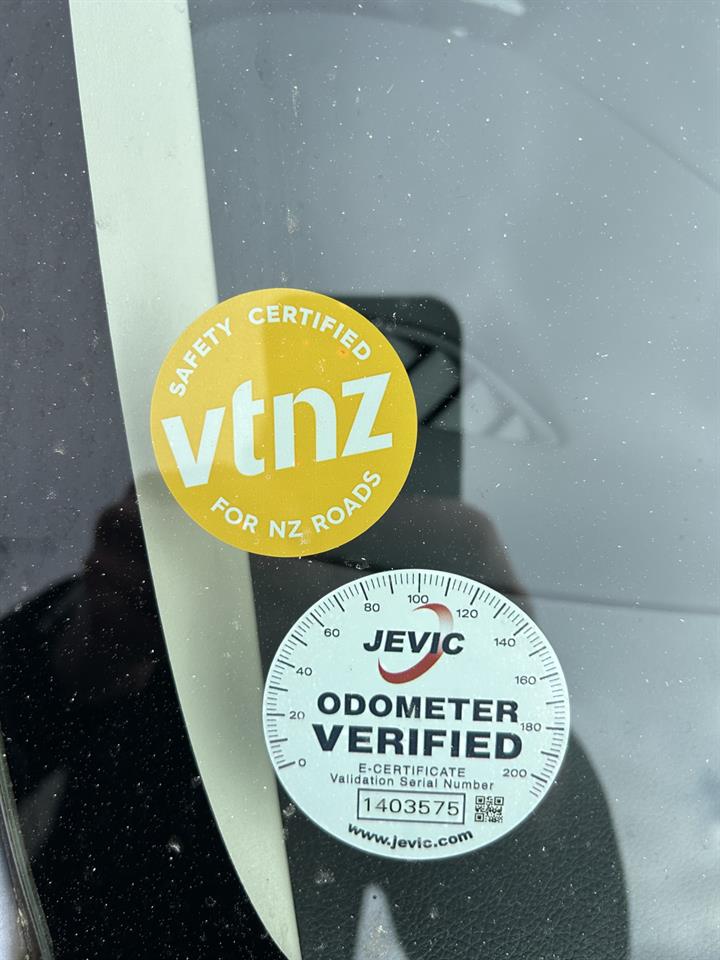 SAFETY CERTIFIED
vtnz
FOR NZ ROADS
0 20 40 60 80 100 120 140 160 180 200
JEVIC
ODOMETER
VERIFIED
E-CERTIFICATE
Validation Serial Number
1403575
www.jevic.com